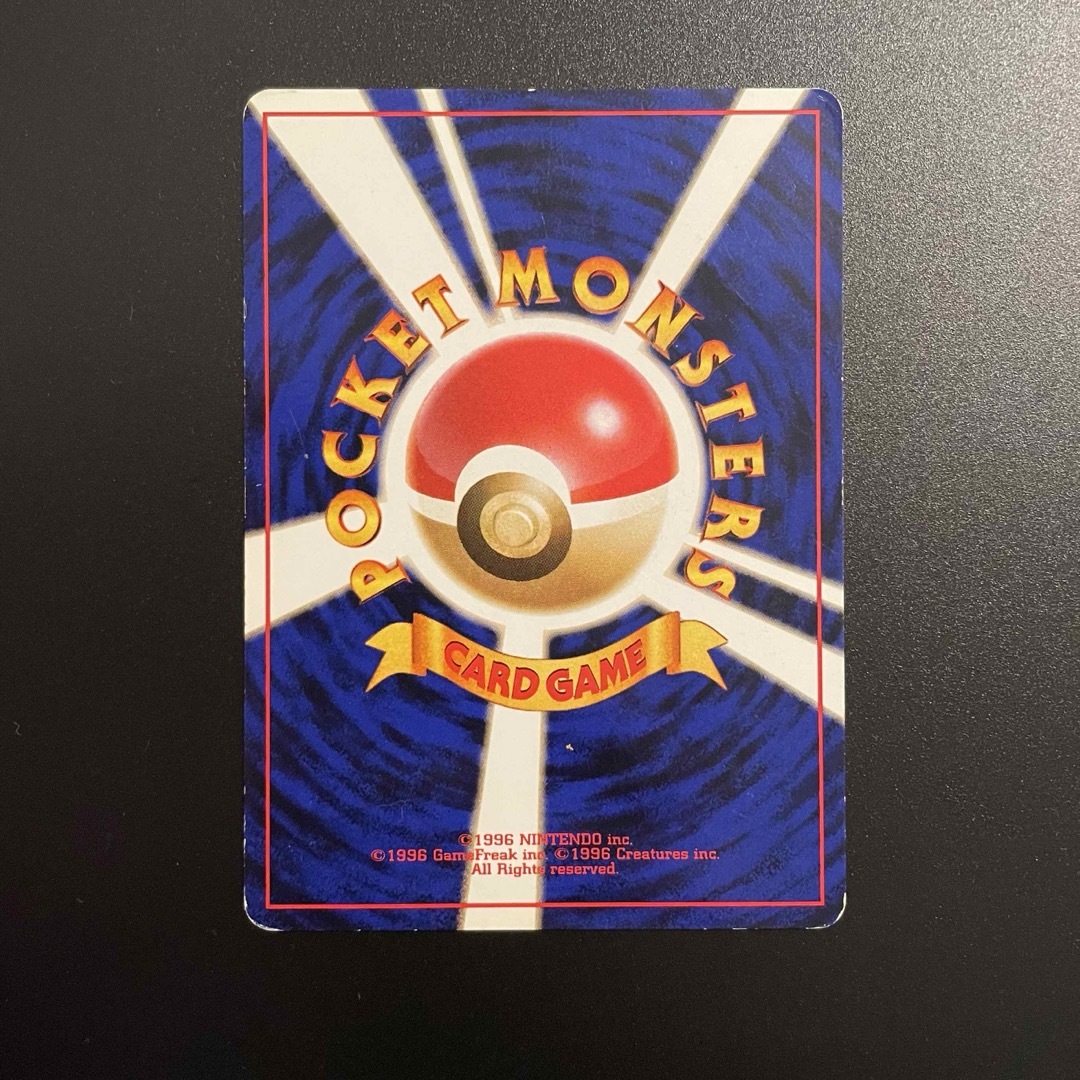 POCKET MONSTERS
CARD GAME
©1996 NINTENDO inc.
©1996 GameFreak inc. ©1996 Creatures inc.
All Rights reserved.